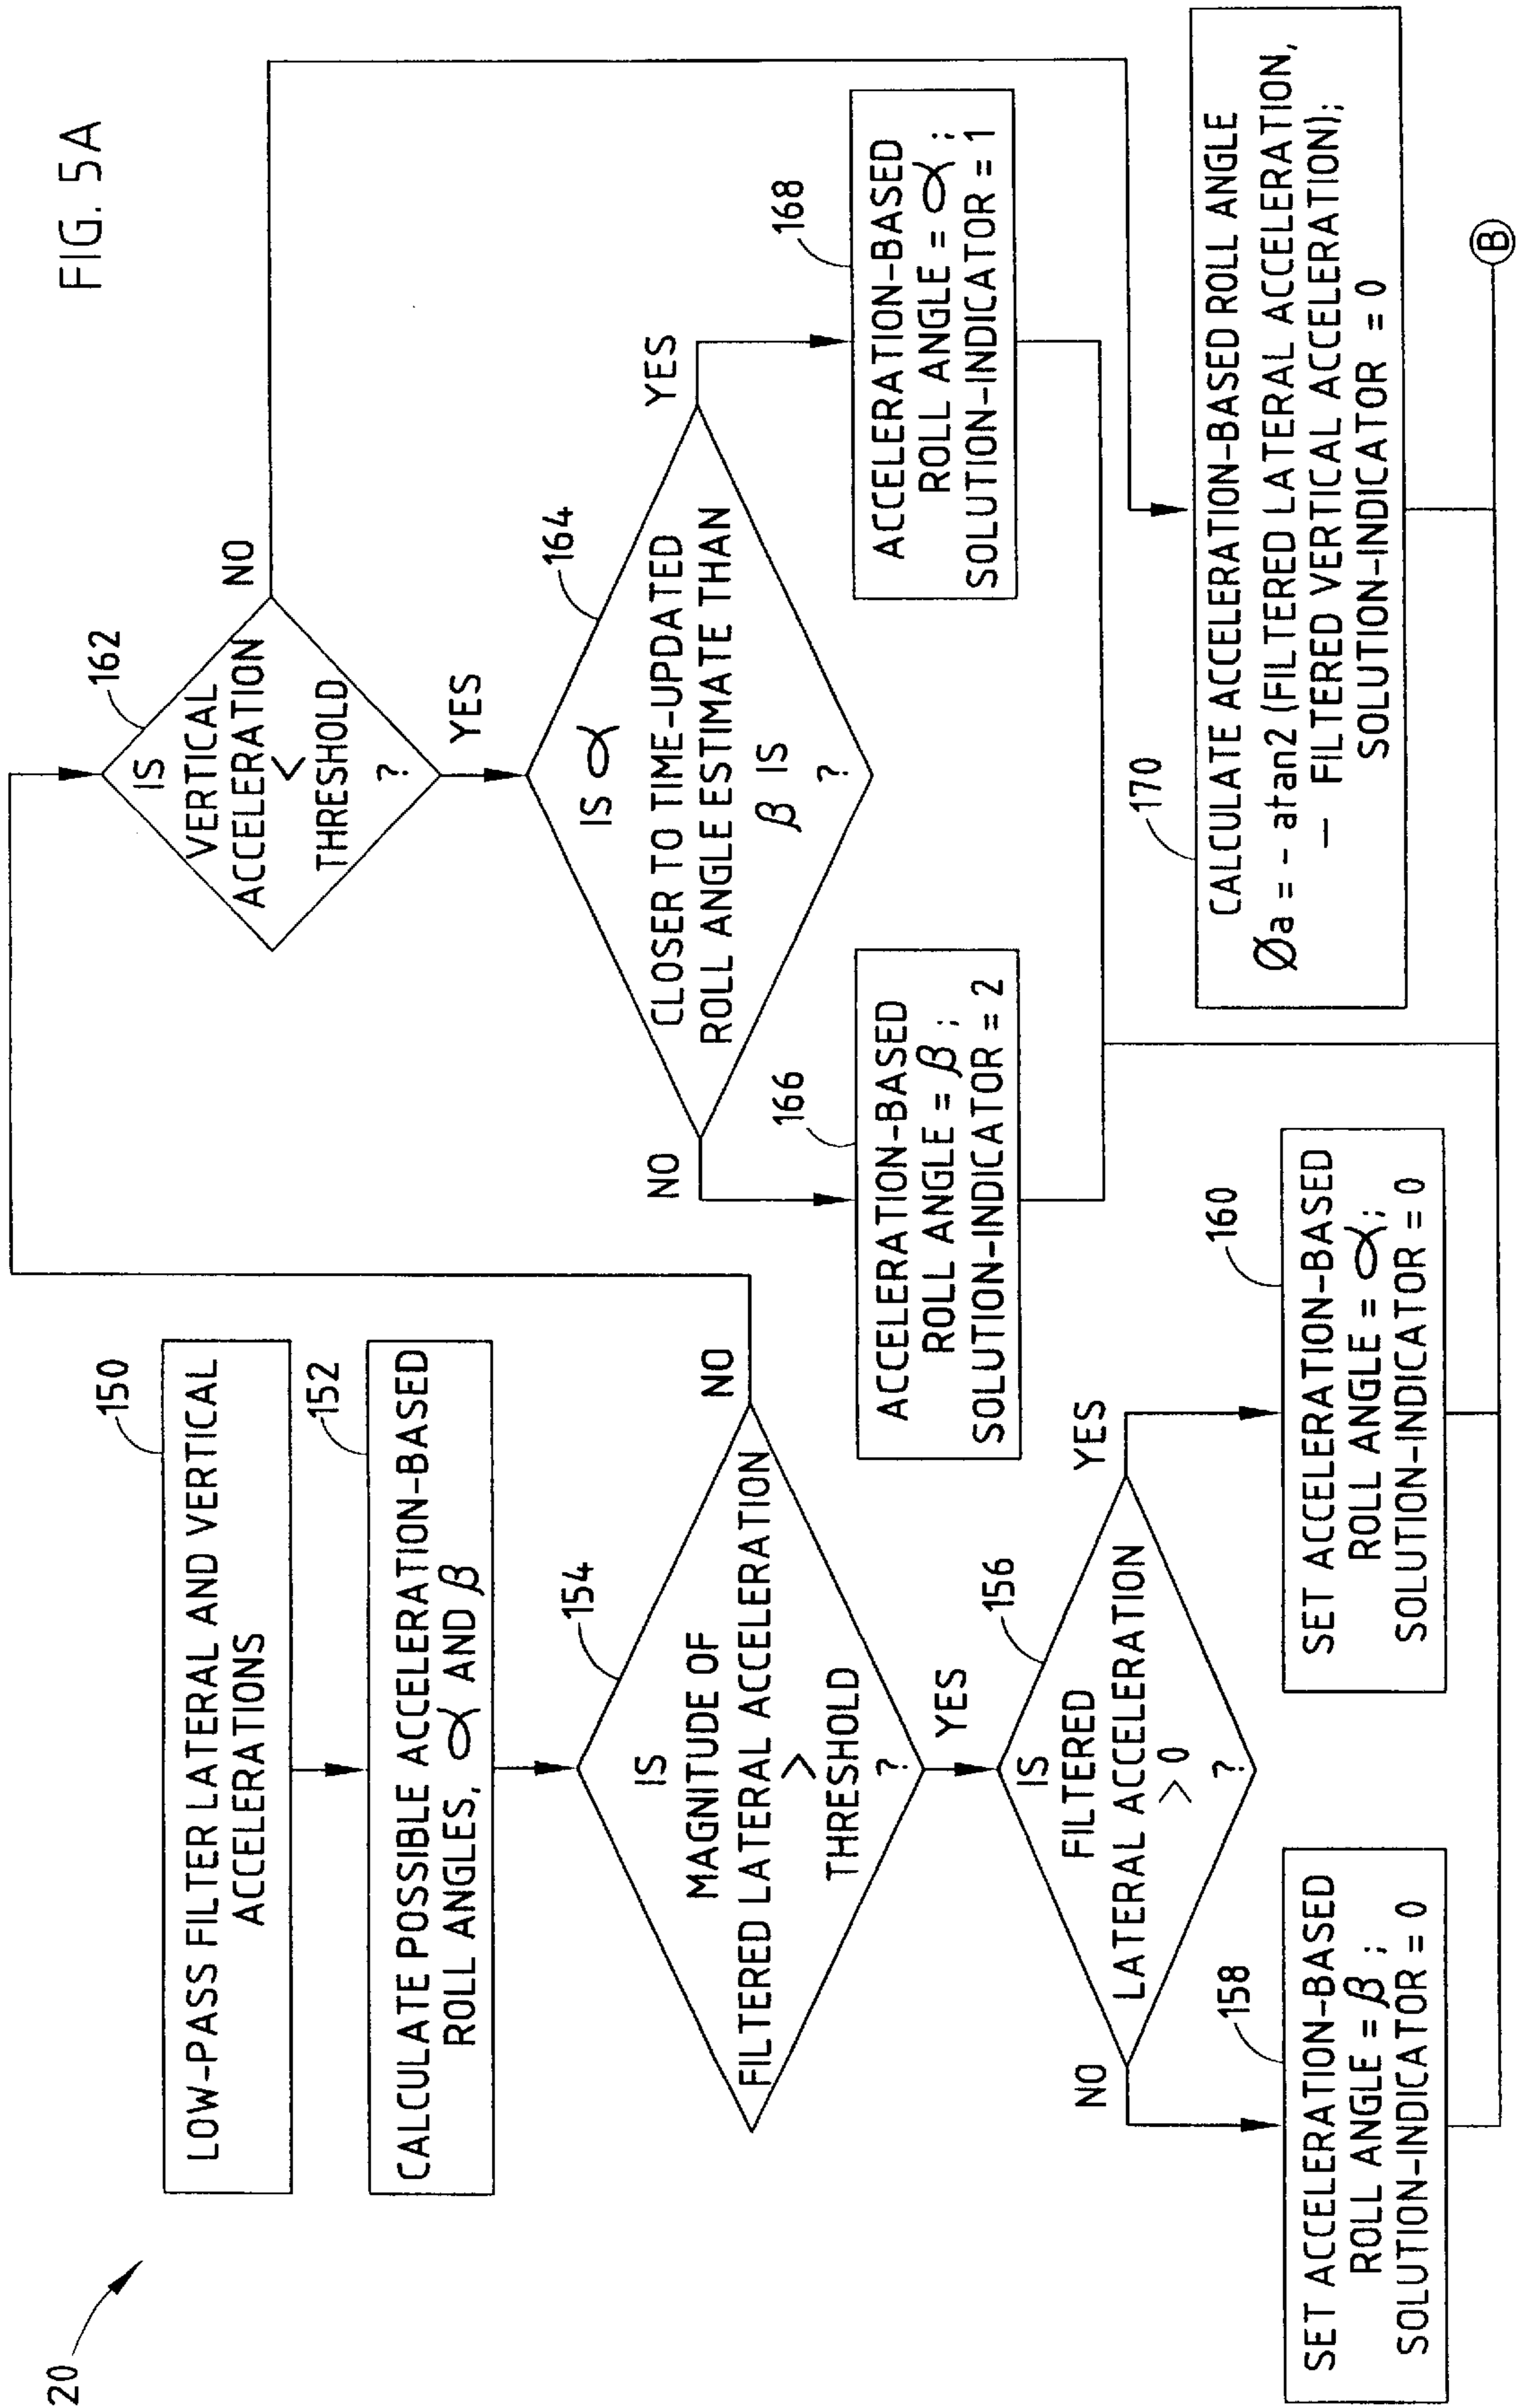 FIG. 5A
20
150
LOW-PASS FILTER LATERAL AND VERTICAL
ACCELERATIONS
152
CALCULATE POSSIBLE ACCELERATION-BASED
ROLL ANGLES, α AND β
154
IS
MAGNITUDE OF
FILTERED LATERAL ACCELERATION
>
THRESHOLD
?
NO
YES
156
IS
FILTERED
LATERAL ACCELERATION
>0
?
NO
YES
158
SET ACCELERATION-BASED
ROLL ANGLE = β ;
SOLUTION-INDICATOR = 0
160
SET ACCELERATION-BASED
ROLL ANGLE = α;
SOLUTION-INDICATOR = 0
162
IS
VERTICAL
ACCELERATION
<
THRESHOLD
?
NO
YES
164
IS α
CLOSER TO TIME-UPDATED
ROLL ANGLE ESTIMATE THAN
β IS
?
NO
YES
166
ACCELERATION-BASED
ROLL ANGLE = β ;
SOLUTION-INDICATOR = 2
168
ACCELERATION-BASED
ROLL ANGLE = α ;
SOLUTION-INDICATOR = 1
170
CALCULATE ACCELERATION-BASED ROLL ANGLE
Øa = - atan2 (FILTERED LATERAL ACCELERATION,
— FILTERED VERTICAL ACCELERATION);
SOLUTION-INDICATOR = 0
B